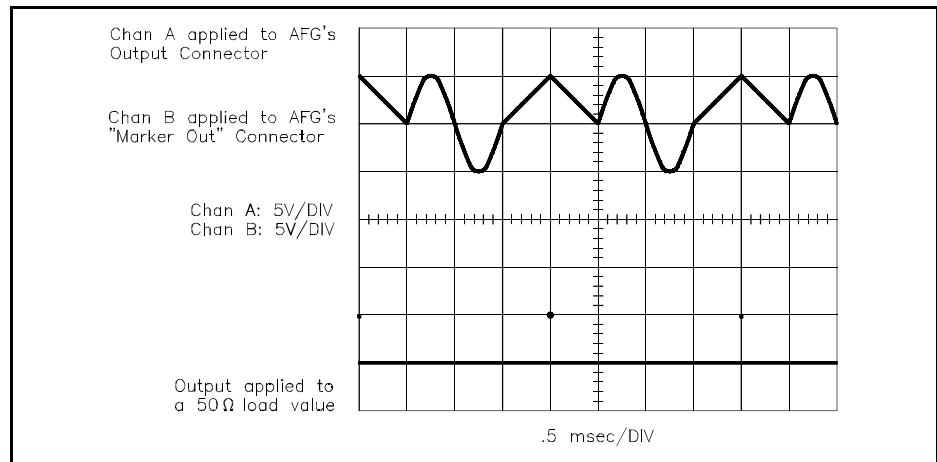 Chan A applied to AFG's
Output Connector
Chan B applied to AFG's
"Marker Out" Connector
Chan A: 5V/DIV
Chan B: 5V/DIV
Output applied to
a 50Ω load value
.5 msec/DIV